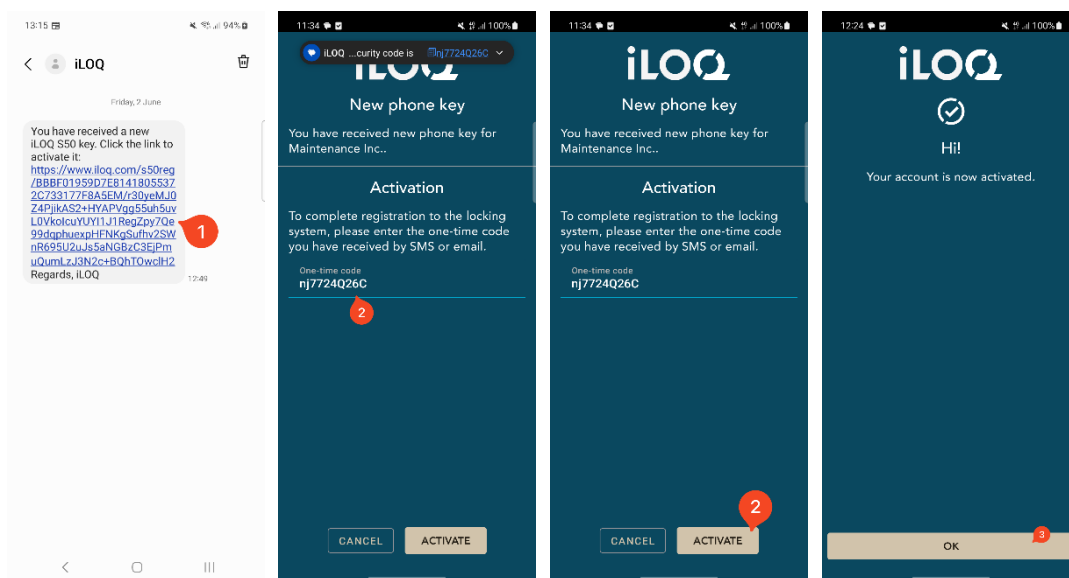 13:15
94%
iLOQ
Friday, 2 June
You have received a new
iLOQ S50 key. Click the link to
activate it:
https://www.iloq.com/s50reg
/BBBF01959D7E8141805537
2C733177F8A5EM/r30yeMJ0
Z4PjikAS2+HYAPVgg55uh5uv
L0VkoIcuYUYI1J1RegZpy7Qe
99dqphuexpHFNKgSufhv2SW
nR695U2uJs5aNGBzC3EjPm
uQumLzJ3N2c+BQhTOwclH2
Regards, iLOQ
12:49
1
11:34
100%
iLOQ ...curity code is nj7724Q26C
iLOQ
New phone key
You have received new phone key for
Maintenance Inc..
Activation
To complete registration to the locking
system, please enter the one-time code
you have received by SMS or email.
One-time code
nj7724Q26C
2
CANCEL
ACTIVATE
11:34
100%
iLOQ
New phone key
You have received new phone key for
Maintenance Inc..
Activation
To complete registration to the locking
system, please enter the one-time code
you have received by SMS or email.
One-time code
nj7724Q26C
2
CANCEL
ACTIVATE
12:24
100%
iLOQ
Hi!
Your account is now activated.
3
OK